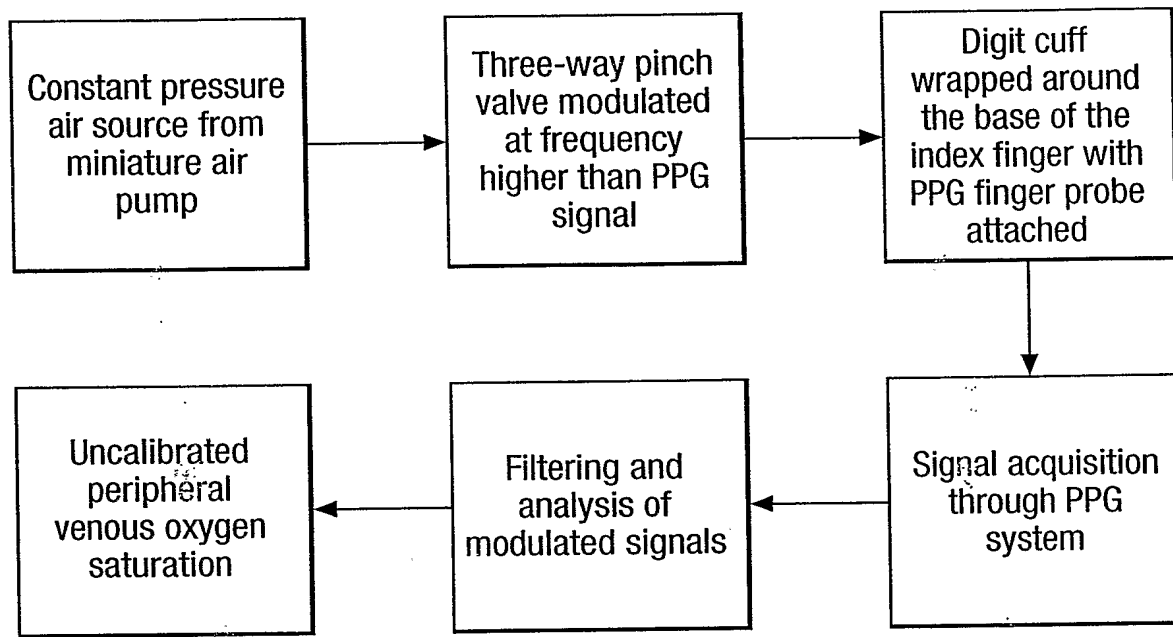 Constant pressure
air source from
miniature air
pump
Three-way pinch
valve modulated
at frequency
higher than PPG
signal
Digit cuff
wrapped around
the base of the
index finger with
PPG finger probe
attached
Signal acquisition
through PPG
system
Filtering and
analysis of
modulated signals
Uncalibrated
peripheral
venous oxygen
saturation